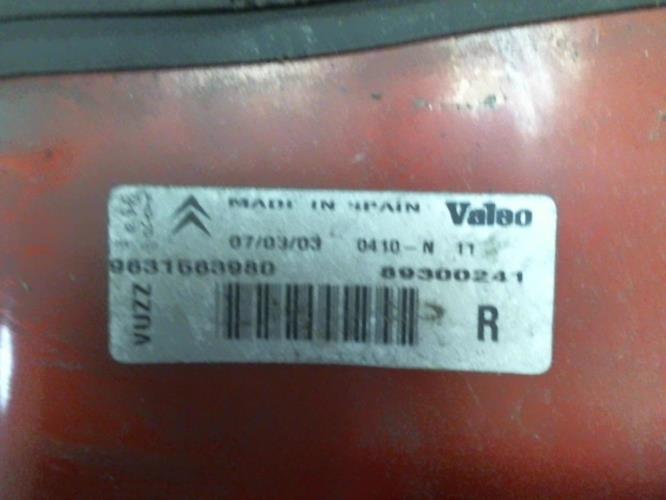 MADE IN SPAIN Valeo
07/03/03 0410-N 11
9631563980 89300241
VUZZ
R